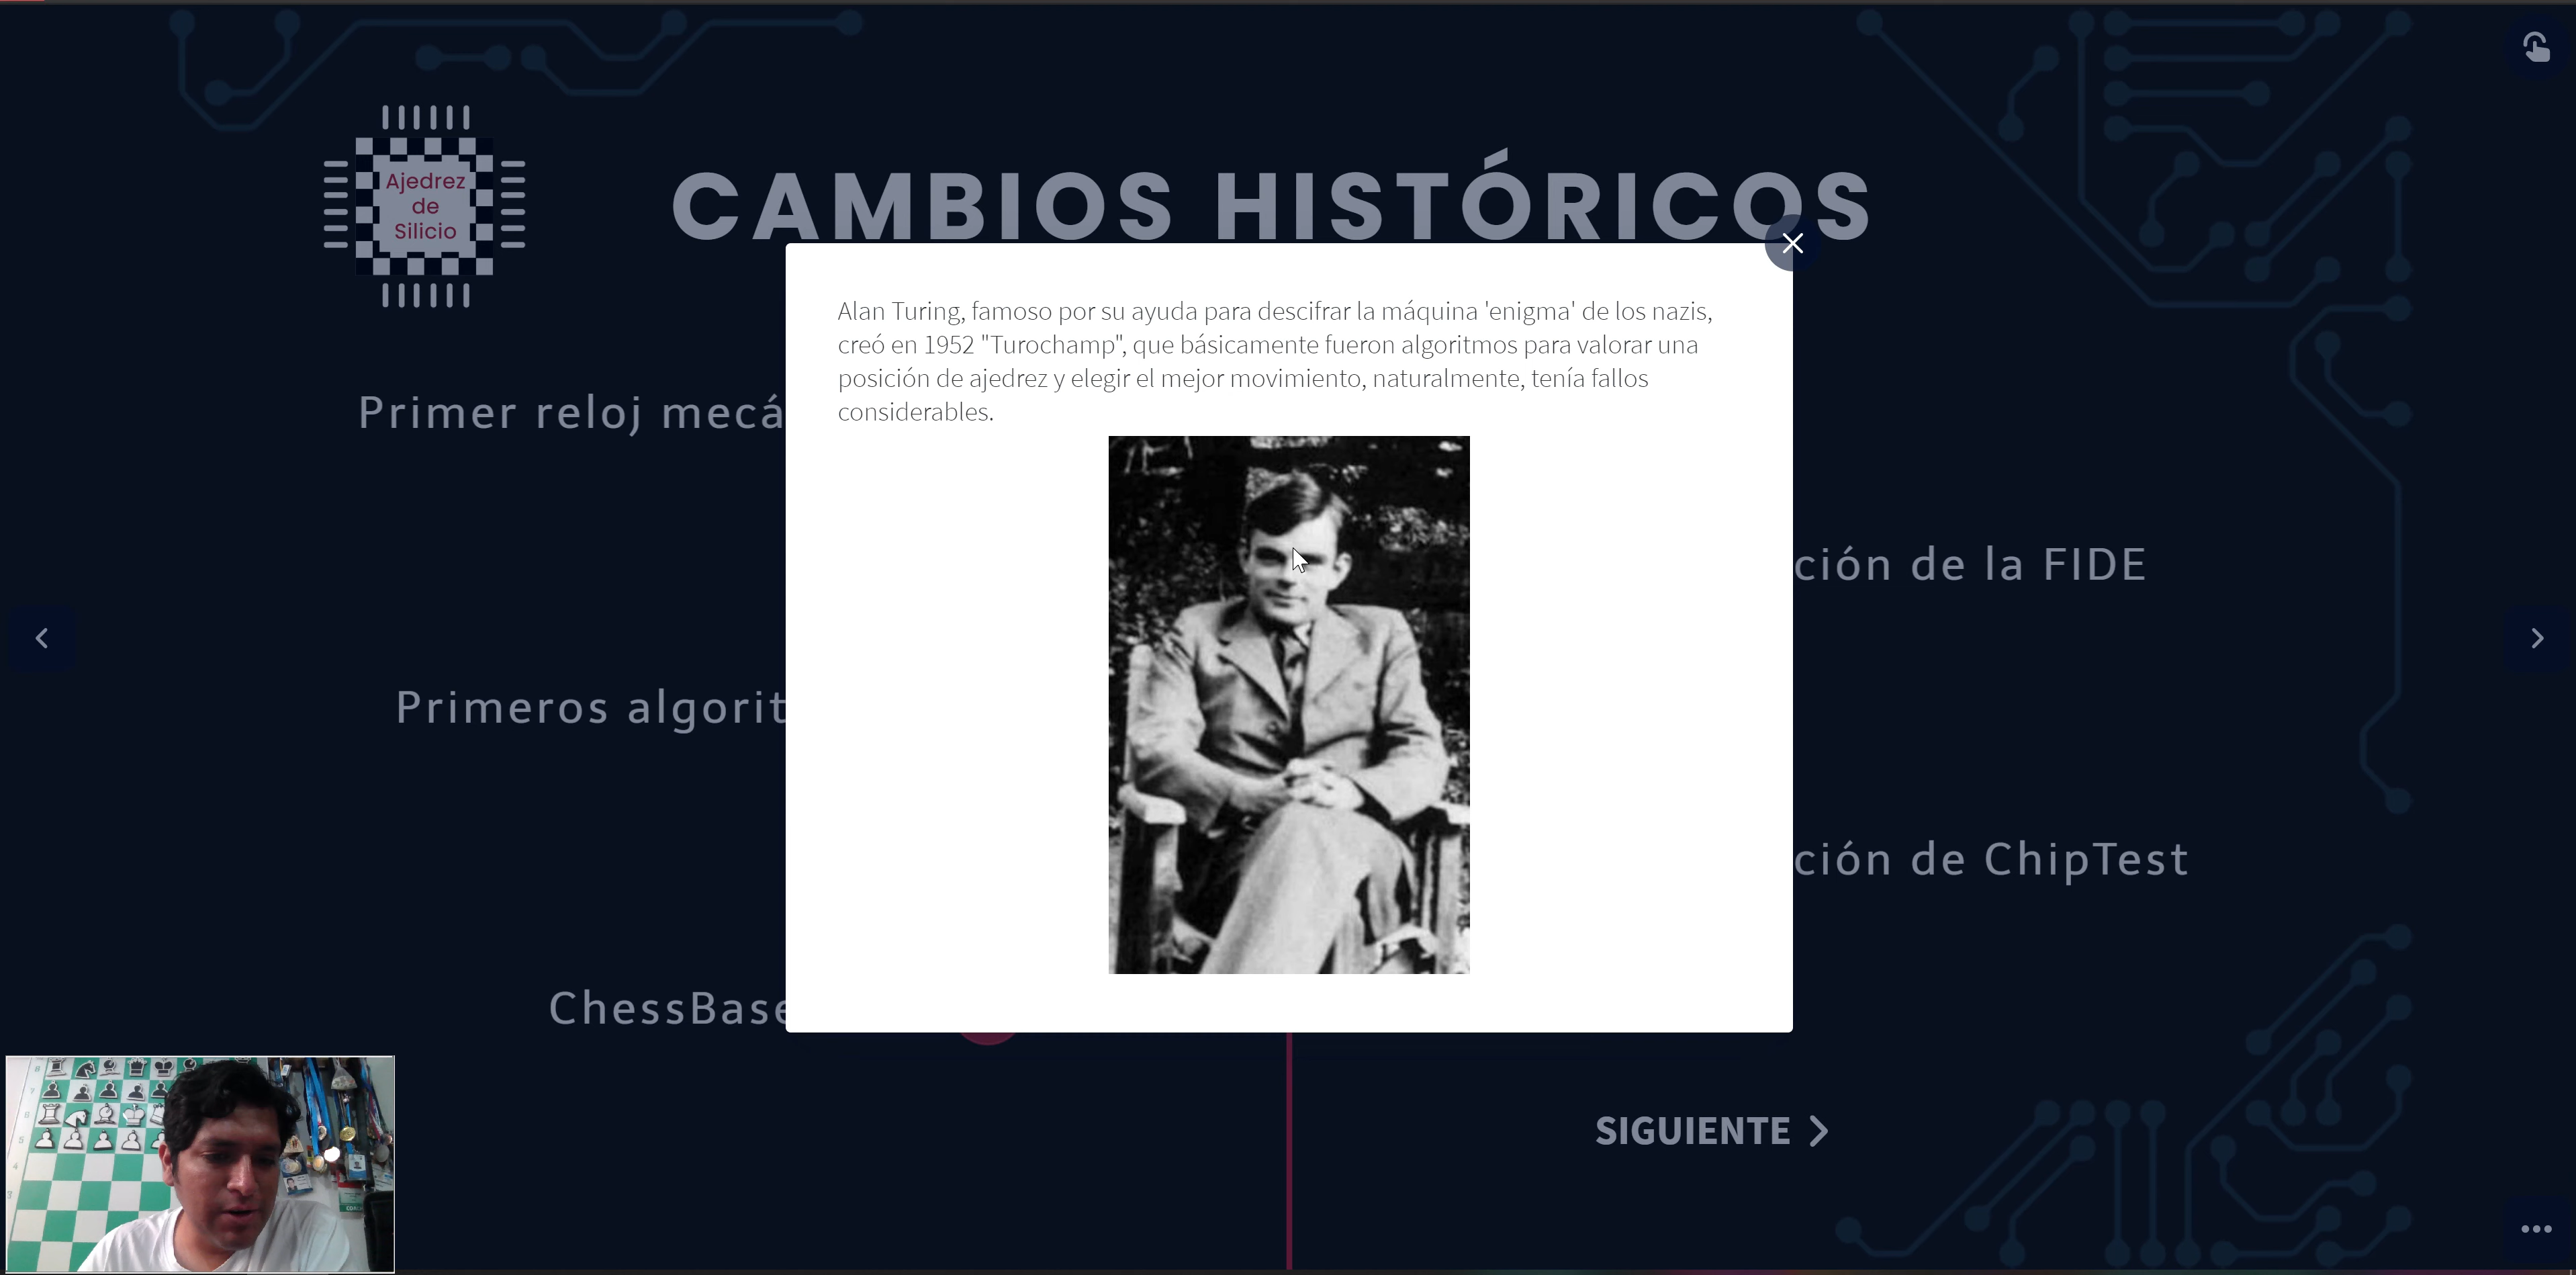 Ajedrez
de
Silicio
CAMBIOS HISTÓRICOS
Alan Turing, famoso por su ayuda para descifrar la máquina 'enigma' de los nazis,
creó en 1952 "Turochamp", que básicamente fueron algoritmos para valorar una
posición de ajedrez y elegir el mejor movimiento, naturalmente, tenía fallos
considerables.
Primer reloj mecá
ción de la FIDE
Primeros algorit
ción de ChipTest
ChessBase
SIGUIENTE